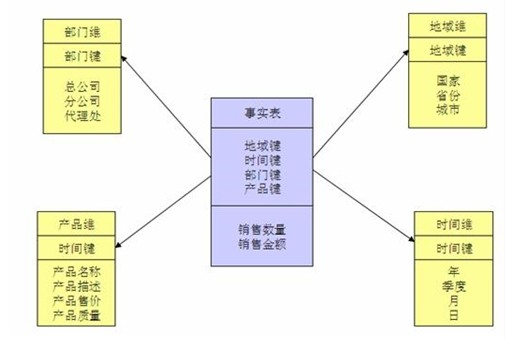 部门维
部门键
总公司
分公司
代理处
地域维
地域键
国家
省份
城市
事实表
地域键
时间键
部门键
产品键
销售数量
销售金额
产品维
时间键
产品名称
产品描述
产品售价
产品质量
时间维
时间键
年
季度
月
日